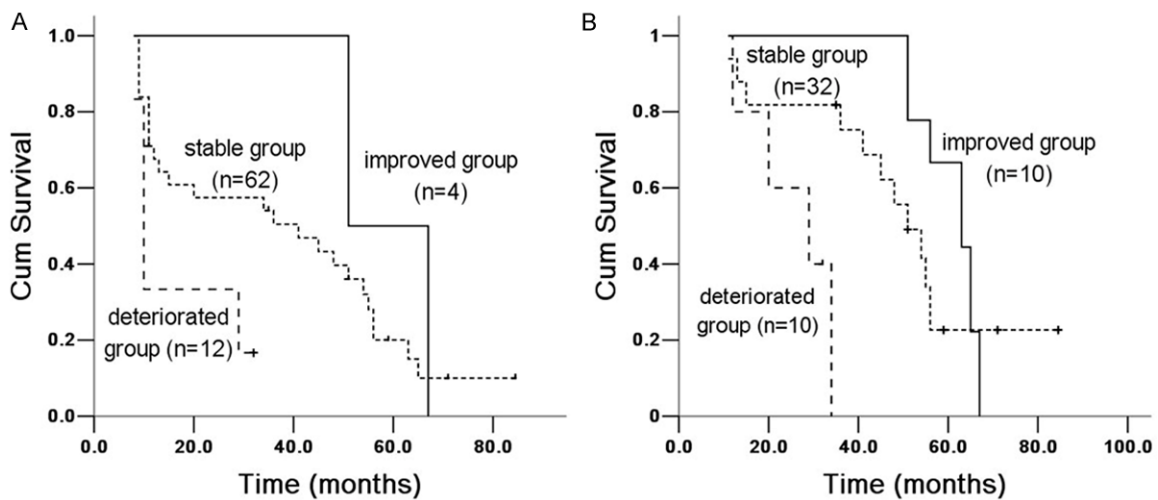 A
Cum Survival
1.0
0.8
0.6
0.4
0.2
0.0
stable group
(n=62)
improved group
(n=4)
deteriorated
group (n=12)
0.0 20.0 40.0 60.0 80.0
Time (months)
B
Cum Survival
1
0.8
0.6
0.4
0.2
0
stable group
(n=32)
improved group
(n=10)
deteriorated
group (n=10)
0.0 20.0 40.0 60.0 80.0 100.0
Time (months)